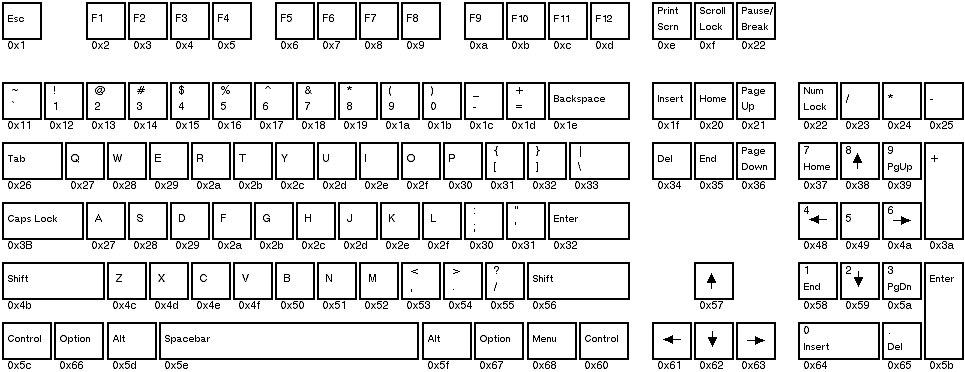 Esc F1 F2 F3 F4 F5 F6 F7 F8 F9 F10 F11 F12 Print Scrn Scroll Lock Pause/ Break
0x1 0x2 0x3 0x4 0x5 0x6 0x7 0x8 0x9 0xa 0xb 0xc 0xd 0xe 0xf 0x22
~ ! @ # $ % ^ & * ( ) _ + Backspace Insert Home Page Up Num Lock / * -
` 1 2 3 4 5 6 7 8 9 0 - =
0x11 0x12 0x13 0x14 0x15 0x16 0x17 0x18 0x19 0x1a 0x1b 0x1c 0x1d 0x1e 0x1f 0x20 0x21 0x22 0x23 0x24 0x25
Tab Q W E R T Y U I O P { } | Del End Page Down 7 Home 8 9 PgUp +
[ ] \
0x26 0x27 0x28 0x29 0x2a 0x2b 0x2c 0x2d 0x2e 0x2f 0x30 0x31 0x32 0x33 0x34 0x35 0x36 0x37 0x38 0x39
Caps Lock A S D F G H J K L : " Enter 4 5 6
; '
0x3B 0x27 0x28 0x29 0x2a 0x2b 0x2c 0x2d 0x2e 0x2f 0x30 0x31 0x32 0x48 0x49 0x4a 0x3a
Shift Z X C V B N M < > ? Shift 1 End 2 3 PgDn Enter
, . /
0x4b 0x4c 0x4d 0x4e 0x4f 0x50 0x51 0x52 0x53 0x54 0x55 0x56 0x57 0x58 0x59 0x5a
Control Option Alt Spacebar Alt Option Menu Control 0 Insert . Del
0x5c 0x66 0x5d 0x5e 0x5f 0x67 0x68 0x60 0x61 0x62 0x63 0x64 0x65 0x5b